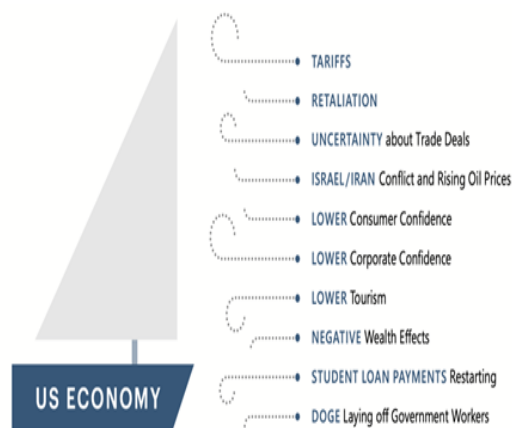 TARIFFS
RETALIATION
UNCERTAINTY about Trade Deals
ISRAEL/IRAN Conflict and Rising Oil Prices
LOWER Consumer Confidence
LOWER Corporate Confidence
LOWER Tourism
NEGATIVE Wealth Effects
STUDENT LOAN PAYMENTS Restarting
DOGE Laying off Government Workers
US ECONOMY